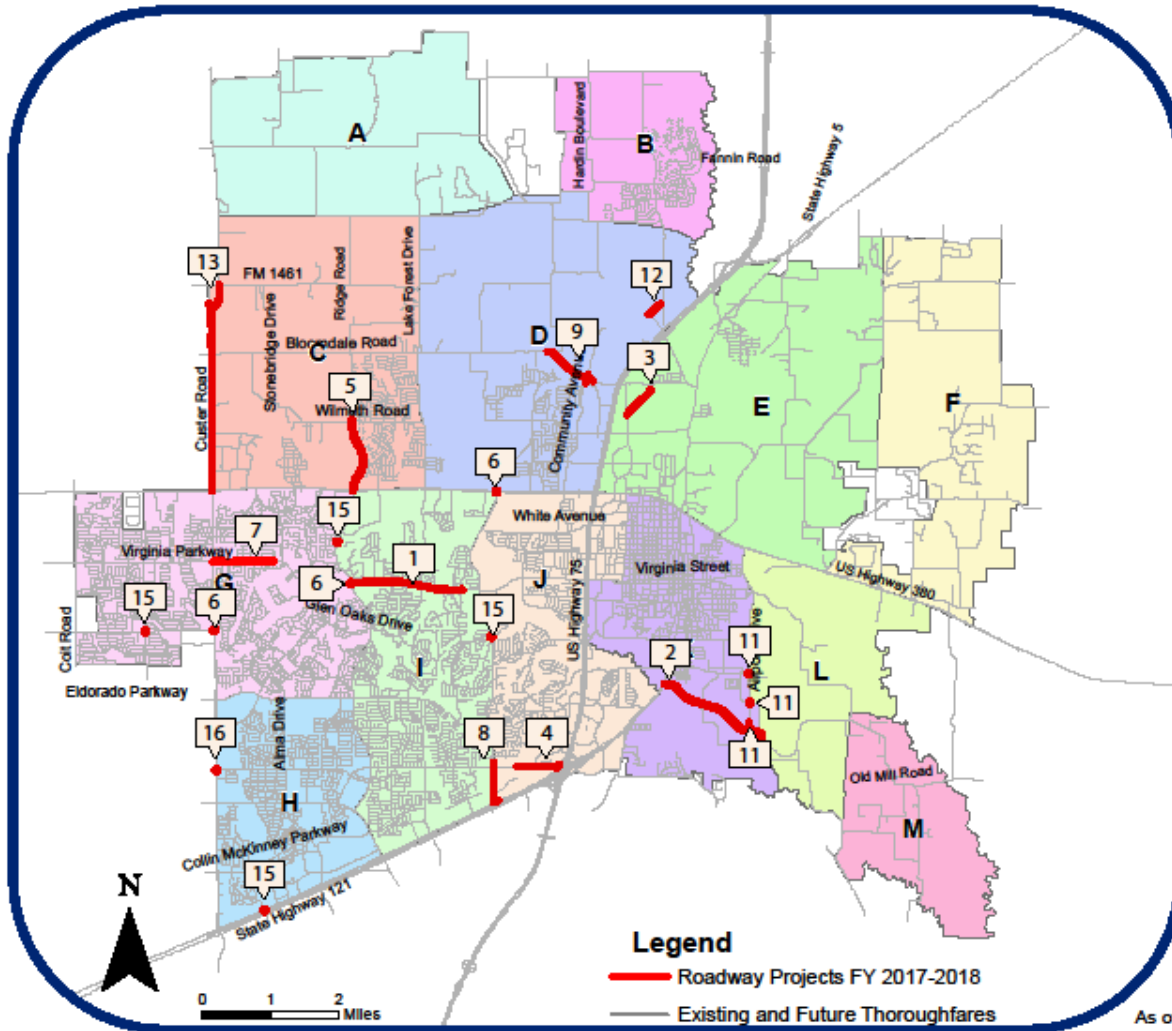 A
B
Hardin Boulevard
Fannin Road
State Highway 5
13
FM 1461
Ridge Road
Lake Forest Drive
12
Stonebridge Drive
Bloomdale Road
C
D
9
3
5
Custer Road
Wilmeth Road
Community Avenue
E
F
6
15
White Avenue
7
Virginia Parkway
1
J
US Highway 75
Virginia Street
US Highway 380
G
6
Glen Oaks Drive
15
6
15
Coit Road
I
2
11
L
Eldorado Parkway
11
16
Alma Drive
8
4
11
Old Mill Road
H
M
Collin McKinney Parkway
15
State Highway 121
N
Legend
Roadway Projects FY 2017-2018
0 1 2
Miles
Existing and Future Thoroughfares
As o